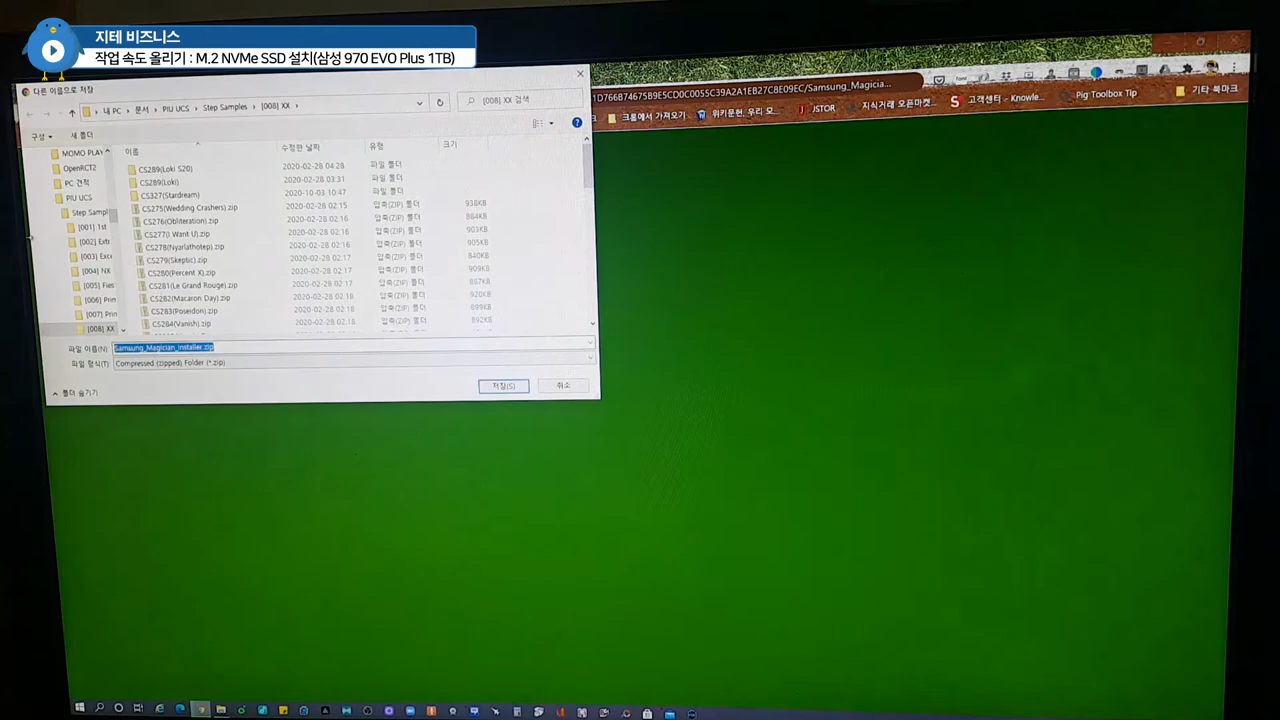 지테 비즈니스
작업 속도 올리기 : M.2 NVMe SSD 설치(삼성 970 EVO Plus 1TB)
다른 이름으로 저장
내 PC > 문서 > PIU UCS > Step Samples > [008] XX >
[008] XX 검색
구성
새 폴더
MOMO PLAY
OpenRCT2
PC 견적
PIU UCS
Step Sampl
[001] 1st
[002] Extr
[003] Exc
[004] NX
[005] Fies
[006] Prin
[007] Prin
[008] XX
이름 수정한 날짜 유형 크기
CS289(Loki S20) 2020-02-28 04:28 파일 폴더
CS289(Loki) 2020-02-28 03:31 파일 폴더
CS327(Stardream) 2020-10-03 10:47 파일 폴더
CS275(Wedding Crashers).zip 2020-02-28 02:15 압축(ZIP) 폴더 938KB
CS276(Obliteration).zip 2020-02-28 02:16 압축(ZIP) 폴더 884KB
CS277(I Want U).zip 2020-02-28 02:16 압축(ZIP) 폴더 903KB
CS278(Nyarlathotep).zip 2020-02-28 02:16 압축(ZIP) 폴더 905KB
CS279(Skeptic).zip 2020-02-28 02:17 압축(ZIP) 폴더 840KB
CS280(Percent X).zip 2020-02-28 02:17 압축(ZIP) 폴더 909KB
CS281(Le Grand Rouge).zip 2020-02-28 02:17 압축(ZIP) 폴더 887KB
CS282(Macaron Day).zip 2020-02-28 02:18 압축(ZIP) 폴더 920KB
CS283(Poseidon).zip 2020-02-28 02:18 압축(ZIP) 폴더 899KB
CS284(Vanish).zip 2020-02-28 02:18 압축(ZIP) 폴더 892KB
파일 이름(N): Samsung_Magician_Installer.zip
파일 형식(T): Compressed (zipped) Folder (*.zip)
폴더 숨기기
저장(S)
취소
1D766B74675B9E5CD0C0055C39A2A1EB27C8E09EC/Samsung_Magicia...
크롬에서 가져오기
위키문헌, 우리 모...
JSTOR
지식거래 오픈마켓...
고객센터 - Knowle...
Pig Toolbox Tip
기타 북마크